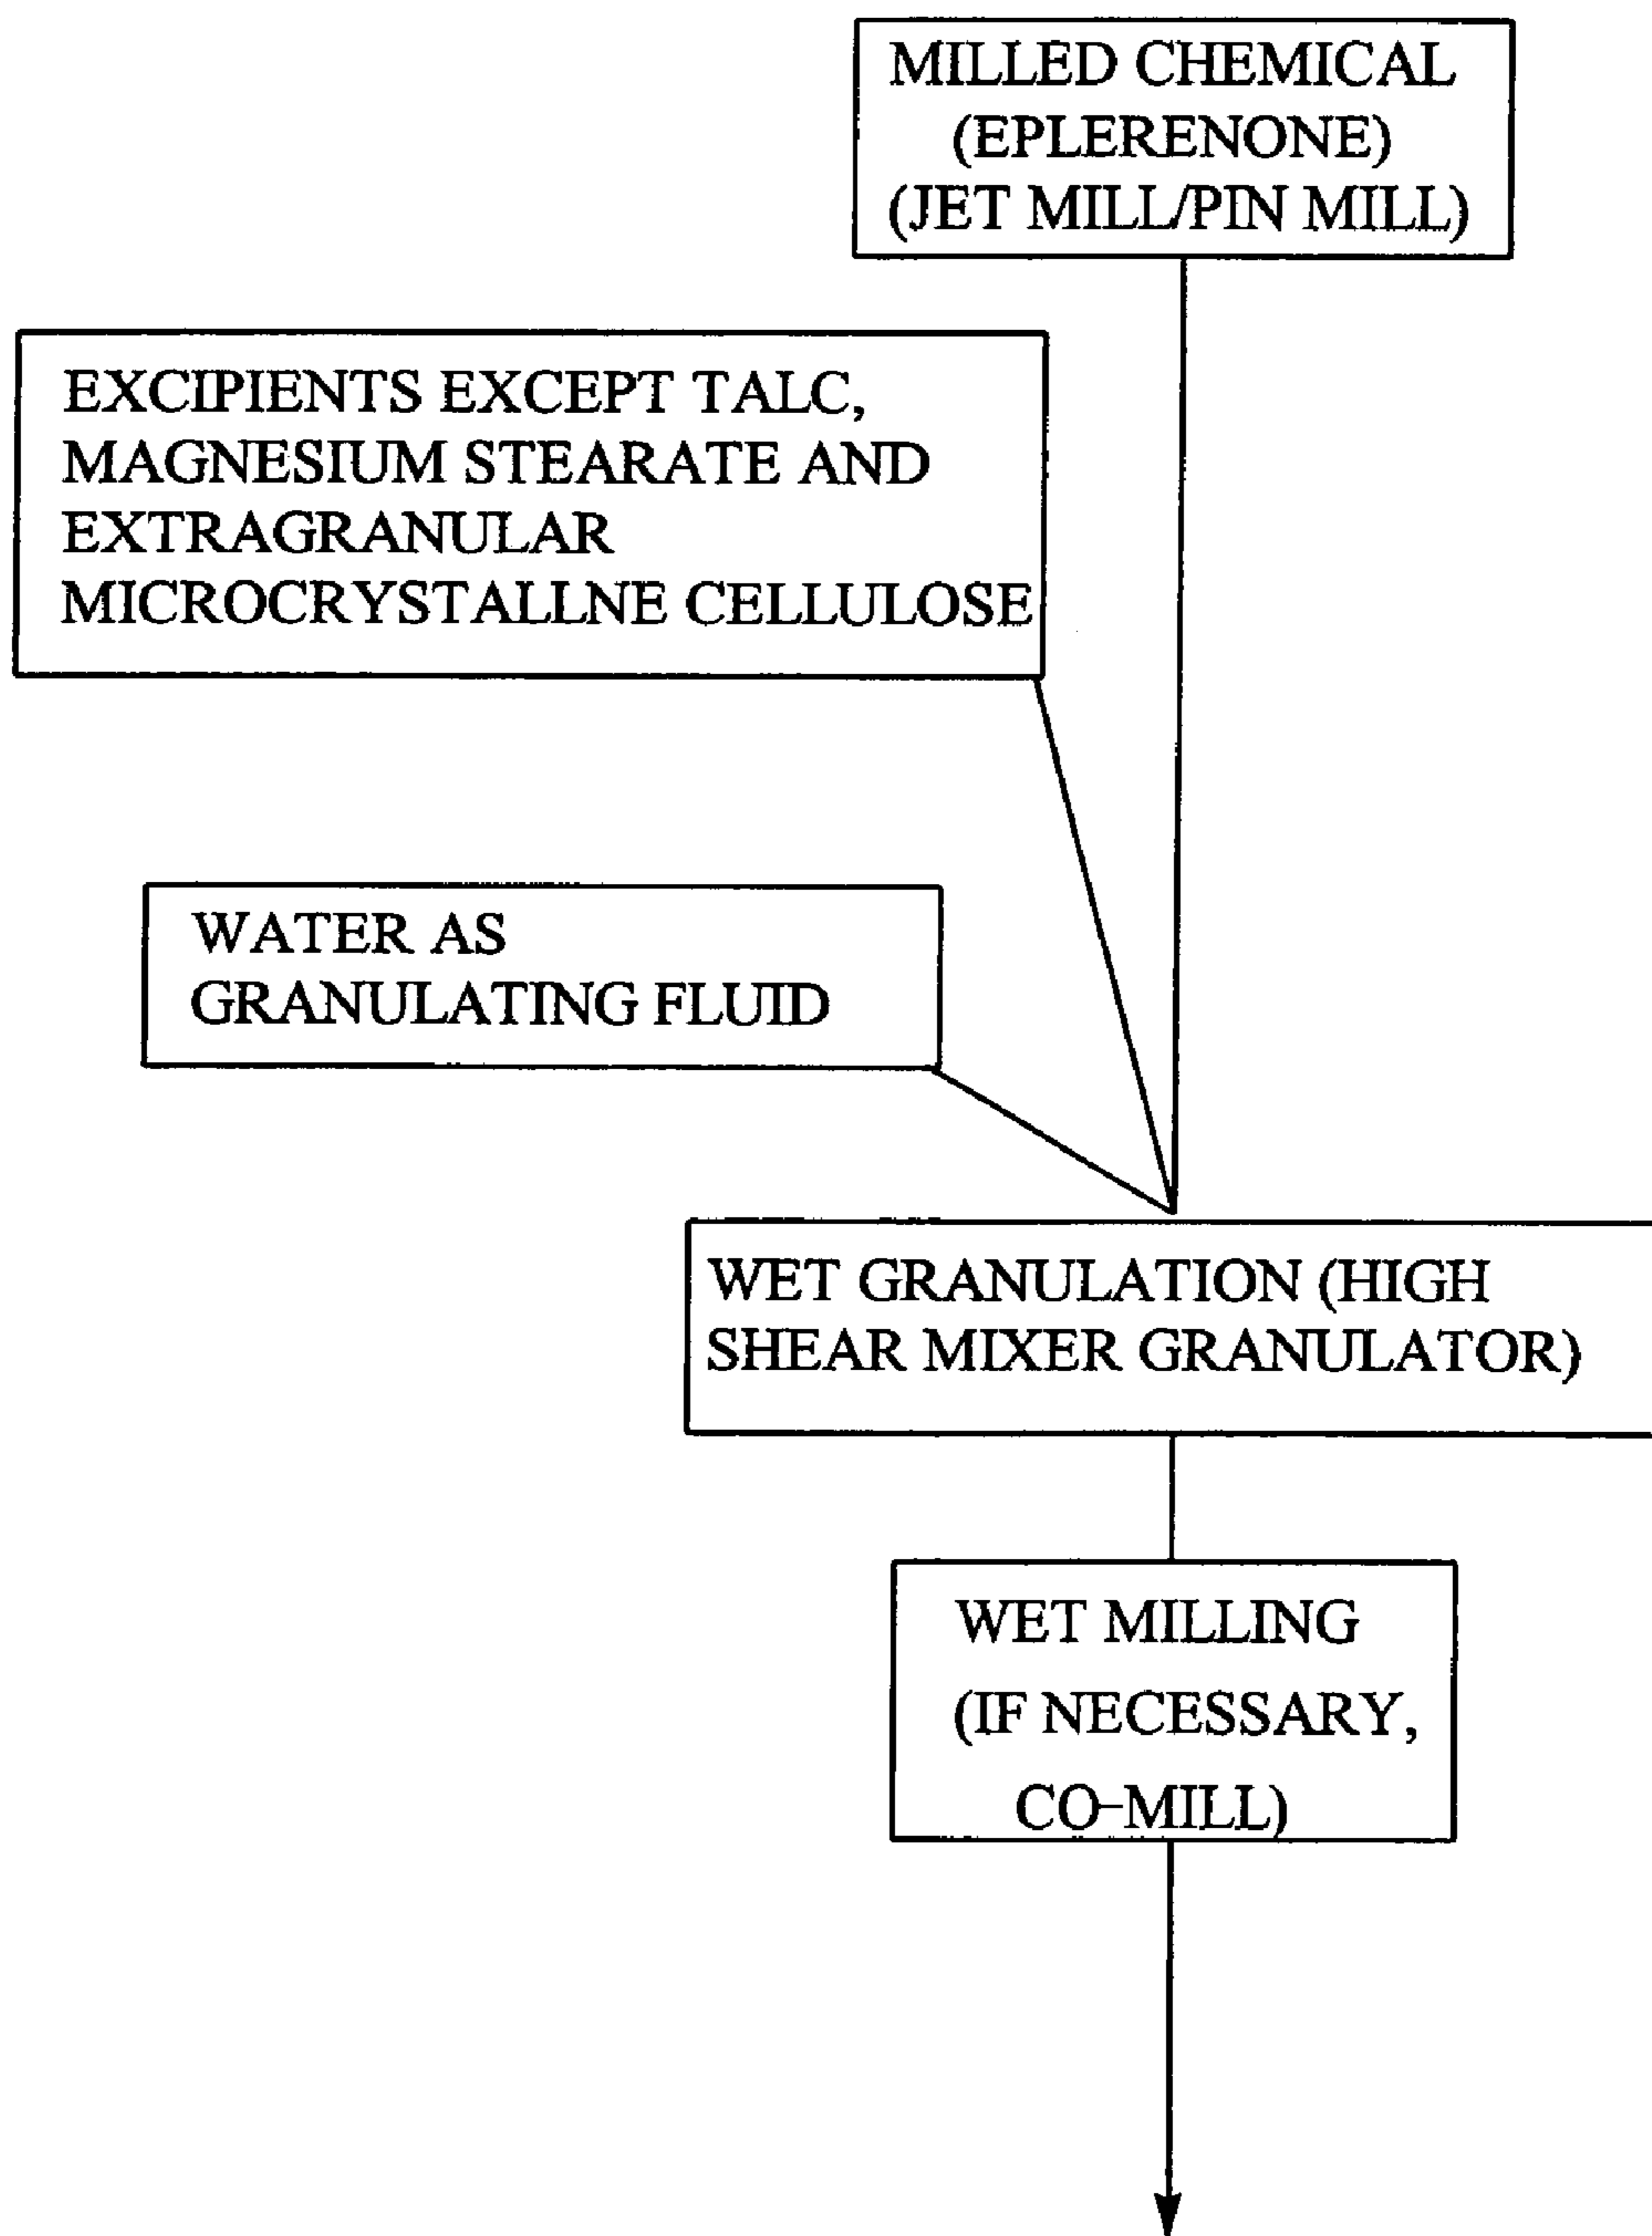 MILLED CHEMICAL
(EPLERENONE)
(JET MILL/PIN MILL)
EXCIPIENTS EXCEPT TALC,
MAGNESIUM STEARATE AND
EXTRAGRANULAR
MICROCRYSTALLNE CELLULOSE
WATER AS
GRANULATING FLUID
WET GRANULATION (HIGH
SHEAR MIXER GRANULATOR)
WET MILLING
(IF NECESSARY,
CO-MILL)